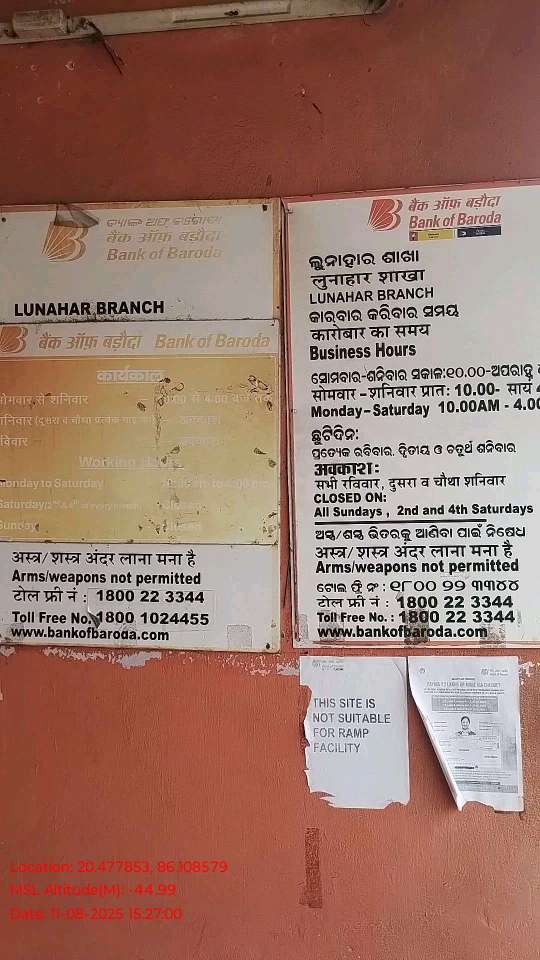 बैंक ऑफ़ बड़ौदा
Bank of Baroda
LUNAHAR BRANCH
बैंक ऑफ़ बड़ौदा Bank of Baroda
कार्यकाल
सोमवार से शनिवार
Monday to Saturday
Sunday
अस्त्र/ शस्त्र अंदर लाना मना है
Arms/weapons not permitted
टोल फ्री नं : 1800 22 3344
Toll Free No. 1800 1024455
www.bankofbaroda.com
बैंक ऑफ़ बड़ौदा
Bank of Baroda
ଲୁନାହାର ଶାଖା
लुनाहार शाखा
LUNAHAR BRANCH
କାରବାର କରିବାର ସମୟ
कारोबार का समय
Business Hours
ସୋମବାର-ଶନିବାର ସକାଳ:୧୦.୦୦-ଅପରାହ୍ନ
सोमवार – शनिवार प्रातः 10.00- सायं
Monday – Saturday 10.00AM - 4.00
ଛୁଟିଦିନ:
ପ୍ରତ୍ୟେକ ରବିବାର, ଦ୍ୱିତୀୟ ଓ ଚତୁର୍ଥ ଶନିବାର
अवकाश :
सभी रविवार, दुसरा व चौथा शनिवार
CLOSED ON:
All Sundays , 2nd and 4th Saturdays
ଅସ୍ତ୍ର/ଶସ୍ତ୍ର ଭିତରକୁ ଆଣିବା ପାଇଁ ନିଷେଧ
अस्त्र/ शस्त्र अंदर लाना मना है
Arms/weapons not permitted
ଟୋଲ ଫ୍ରି ନଂ : ୧୮୦୦ ୨୨ ୩୩୪୪
टोल फ्री नं : 1800 22 3344
Toll Free No. : 1800 22 3344
www.bankofbaroda.com
THIS SITE IS
NOT SUITABLE
FOR RAMP
FACILITY
Location: 20.477853, 86.108579
MSL Altitude(M): -44.99
Date: 11-08-2025 15:27:00